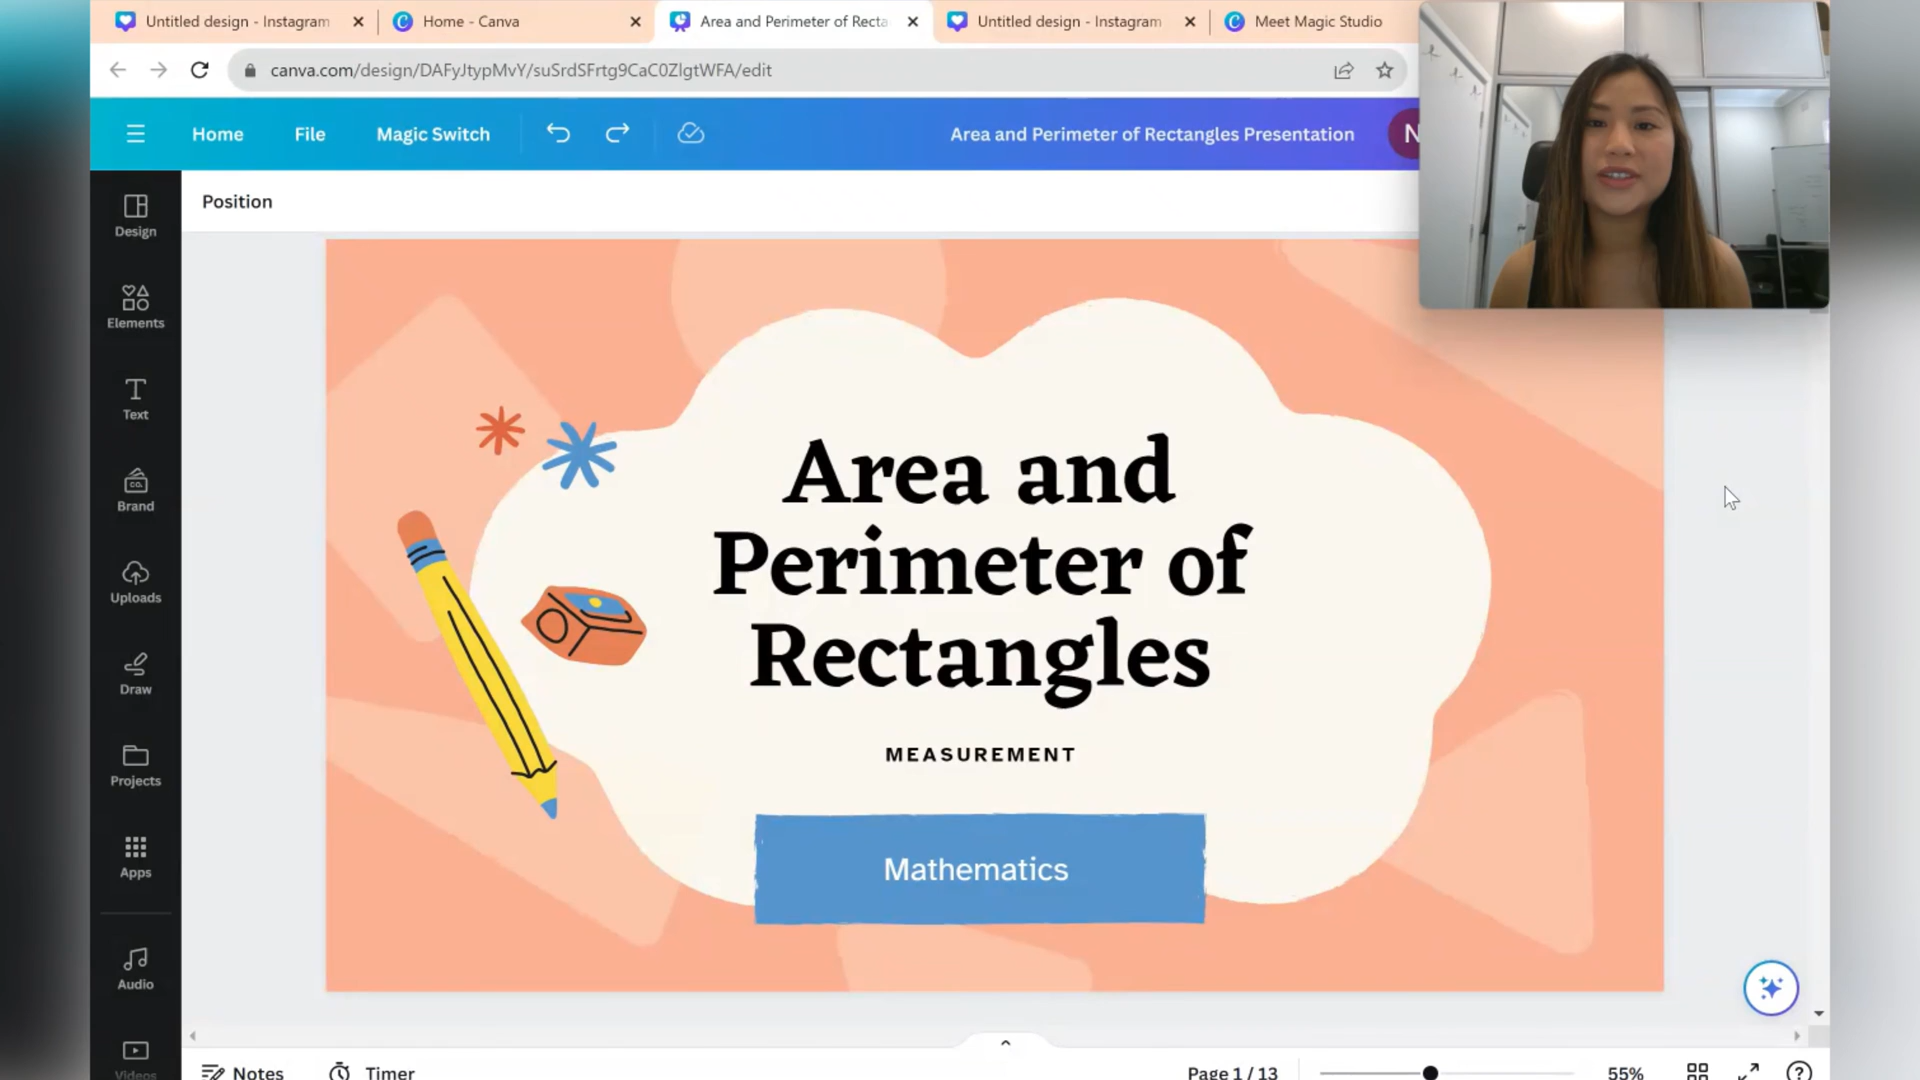 Untitled design - Instagram
Home - Canva
Area and Perimeter of Recta
Untitled design - Instagram
Meet Magic Studio
canva.com/design/DAFyJtypMvY/suSrdSFrtg9CaC0ZlgtWFA/edit
Home
File
Magic Switch
Area and Perimeter of Rectangles Presentation
N
Position
Design
Elements
Text
CO.
Brand
Uploads
Draw
Projects
Apps
Audio
Videos
Area and
Perimeter of
Rectangles
MEASUREMENT
Mathematics
Notes
Timer
Page 1 / 13
55%